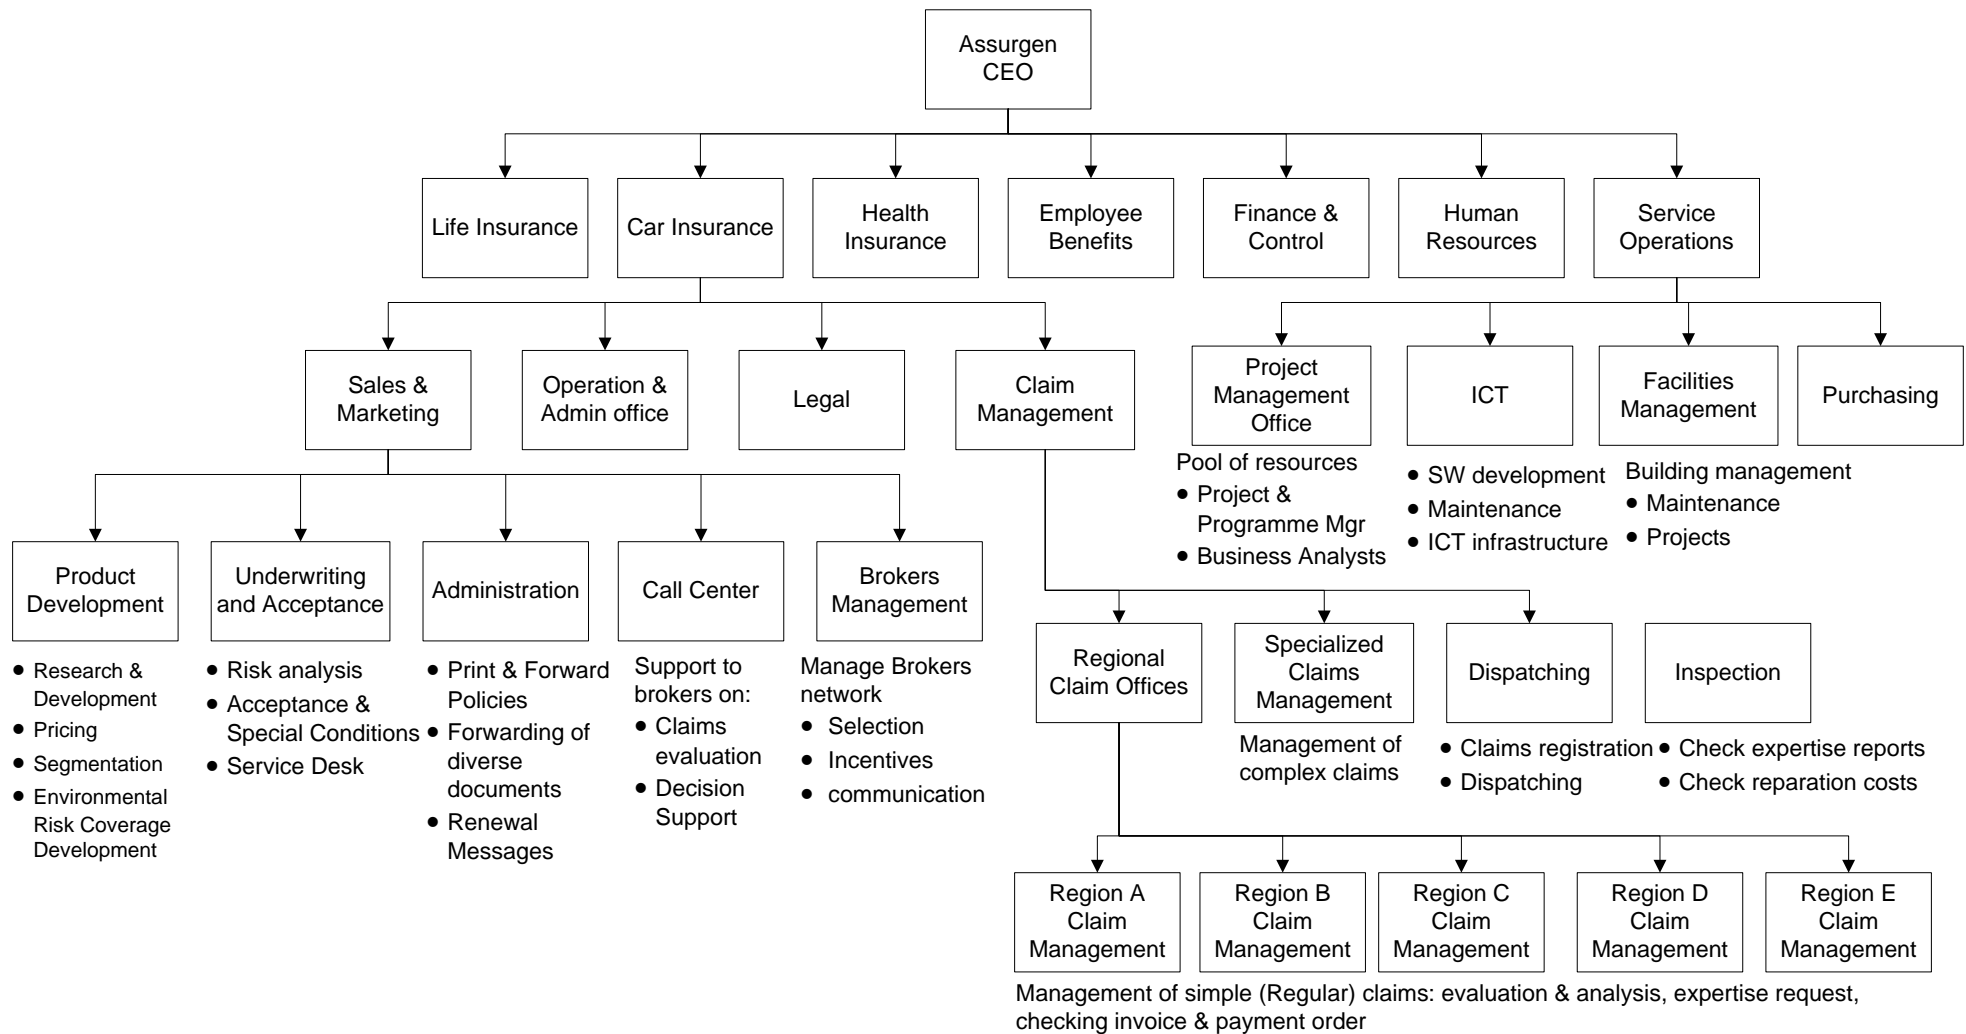 Assurgen
CEO
Life Insurance
Car Insurance
Health
Insurance
Employee
Benefits
Finance &
Control
Human
Resources
Service
Operations
Sales &
Marketing
Operation &
Admin office
Legal
Claim
Management
Project
Management
Office
ICT
Facilities
Management
Purchasing
Pool of resources
• Project &
Programme Mgr
• Business Analysts
• SW development
• Maintenance
• ICT infrastructure
Building management
• Maintenance
• Projects
Product
Development
Underwriting
and Acceptance
Administration
Call Center
Brokers
Management
• Research &
Development
• Pricing
• Segmentation
• Environmental
Risk Coverage
Development
• Risk analysis
• Acceptance &
Special Conditions
• Service Desk
• Print & Forward
Policies
• Forwarding of
diverse
documents
• Renewal
Messages
Support to
brokers on:
• Claims
evaluation
• Decision
Support
Manage Brokers
network
• Selection
• Incentives
• communication
Regional
Claim Offices
Specialized
Claims
Management
Dispatching
Inspection
Management of
complex claims
• Claims registration
• Dispatching
• Check expertise reports
• Check reparation costs
Region A
Claim
Management
Region B
Claim
Management
Region C
Claim
Management
Region D
Claim
Management
Region E
Claim
Management
Management of simple (Regular) claims: evaluation & analysis, expertise request,
checking invoice & payment order